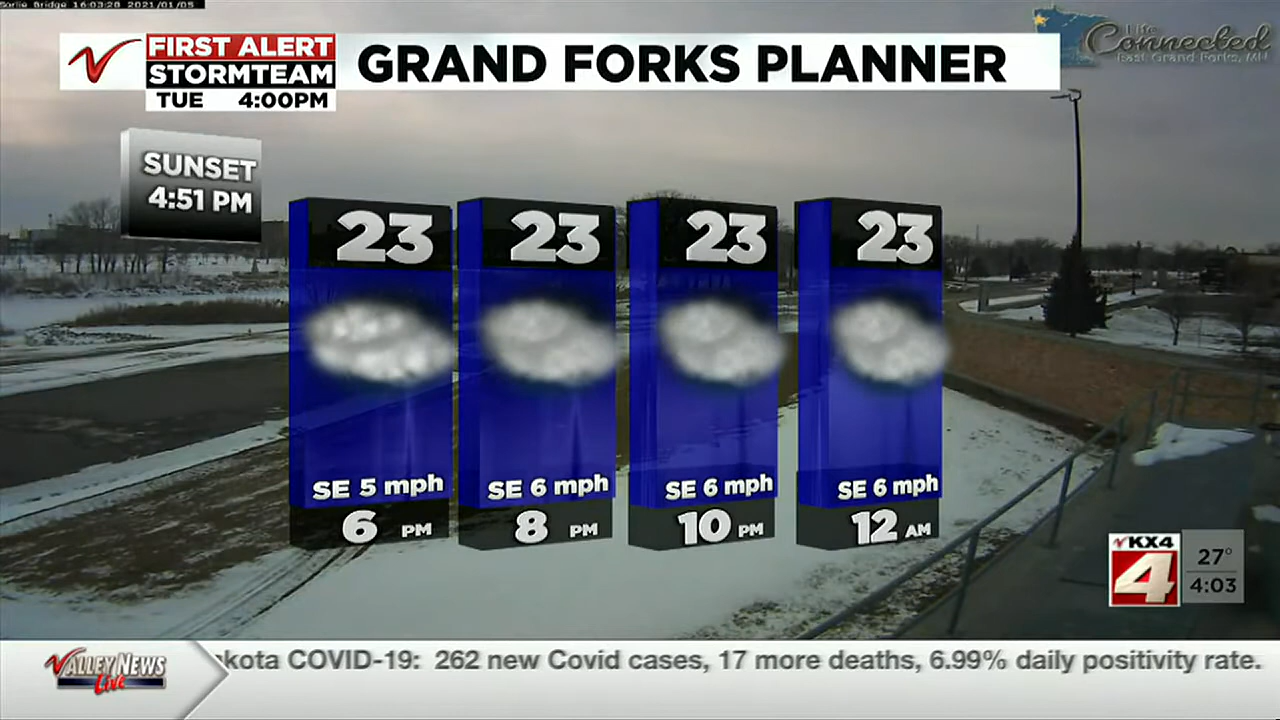 Sorlie Bridge 16:03:28 2021/01/05
Life
Connected
East Grand Forks, MN
FIRST ALERT
STORMTEAM
TUE 4:00PM
GRAND FORKS PLANNER
SUNSET
4:51 PM
23 23 23 23
SE 5 mph SE 6 mph SE 6 mph SE 6 mph
6 PM 8 PM 10 PM 12 AM
KX4
4
27°
4:03
VALLEY NEWS
Live
kota COVID-19: 262 new Covid cases, 17 more deaths, 6.99% daily positivity rate.